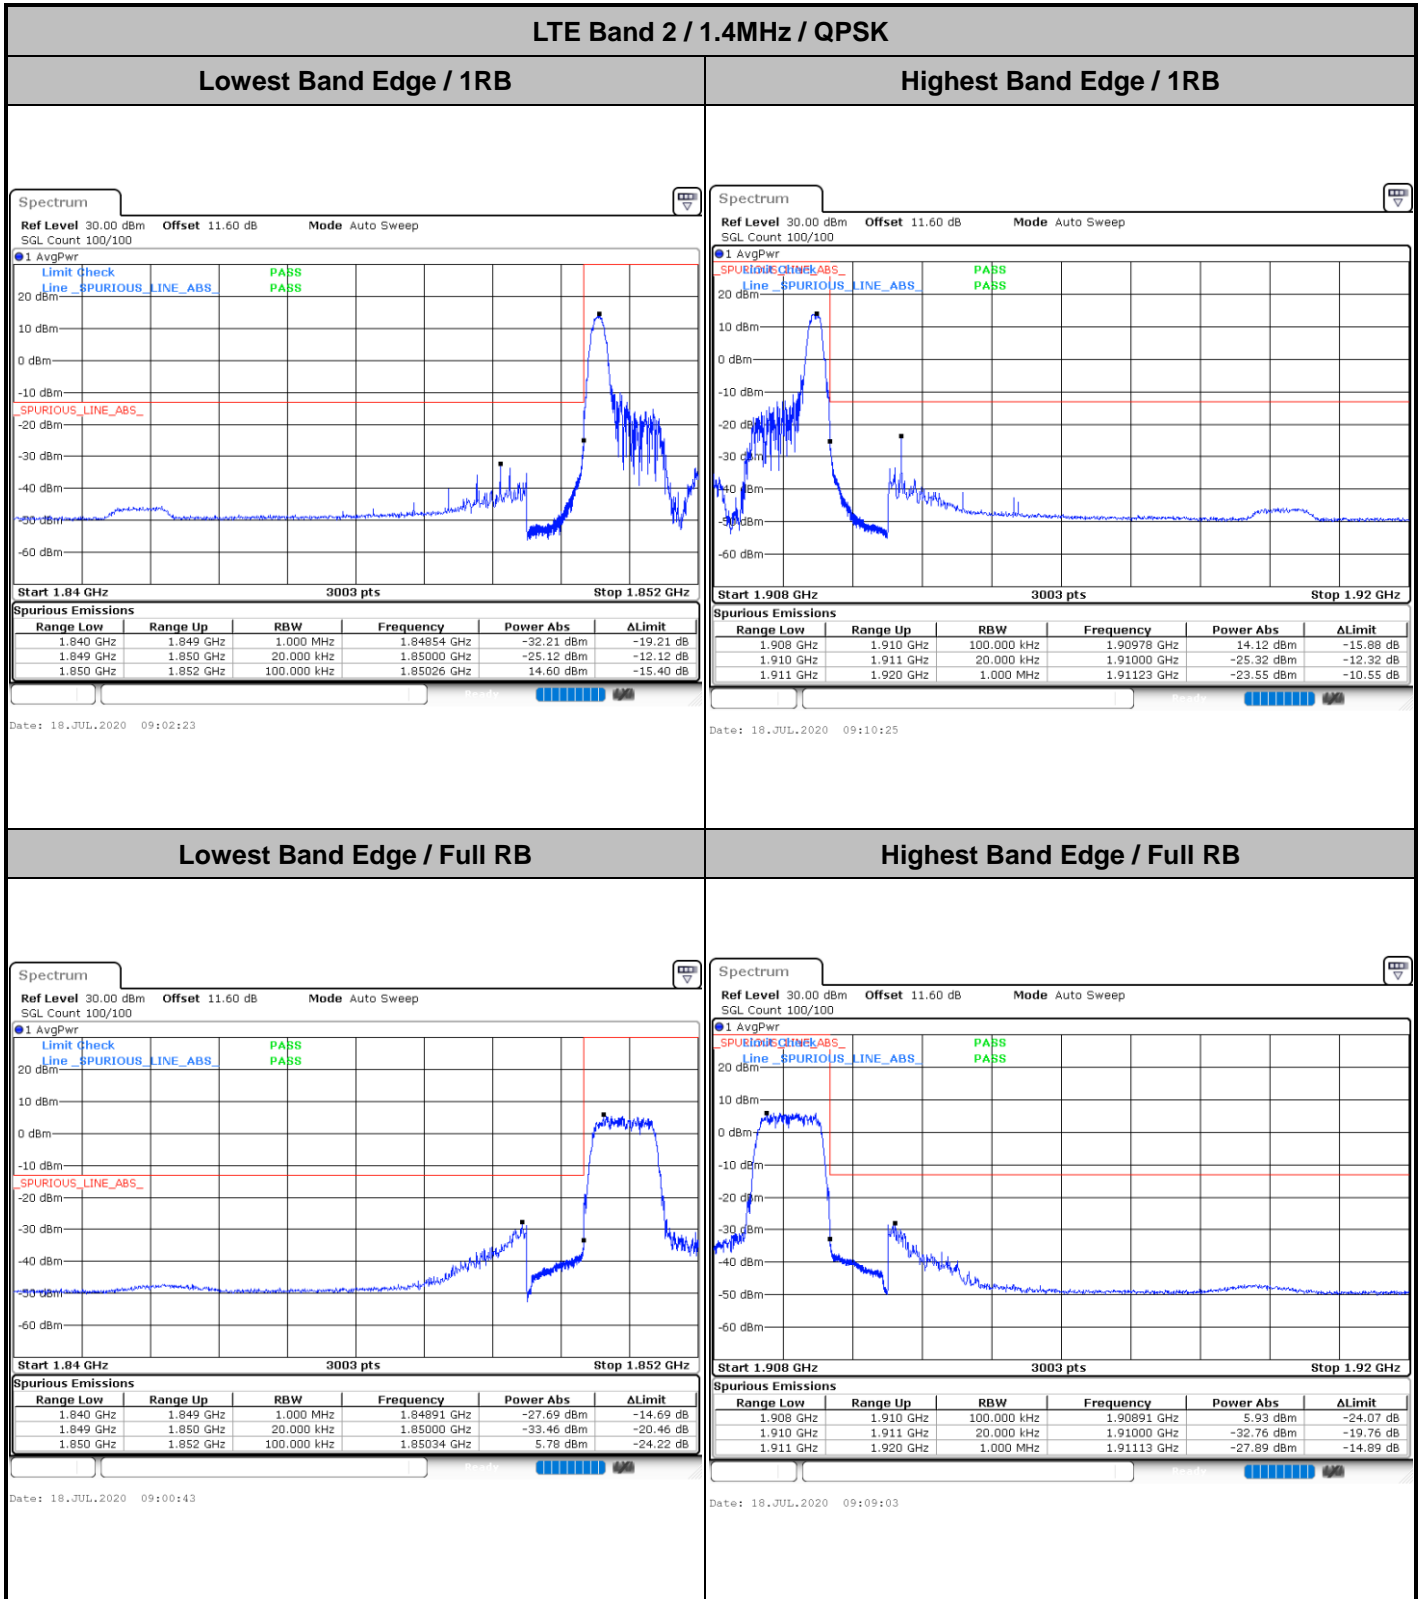 LTE Band 2 / 1.4MHz / QPSK
Lowest Band Edge / 1RB
Highest Band Edge / 1RB
Spectrum
Ref Level 30.00 dBm Offset 11.60 dB Mode Auto Sweep
SGL Count 100/100
1 AvgPwr
Limit Check PASS
Line _SPURIOUS_LINE_ABS_ PASS
20 dBm
10 dBm
0 dBm
-10 dBm
_SPURIOUS_LINE_ABS_
-20 dBm
-30 dBm
-40 dBm
-50 dBm
-60 dBm
Start 1.84 GHz 3003 pts Stop 1.852 GHz
Spurious Emissions
Range Low Range Up RBW Frequency Power Abs ΔLimit
1.840 GHz 1.849 GHz 1.000 MHz 1.84854 GHz -32.21 dBm -19.21 dB
1.849 GHz 1.850 GHz 20.000 kHz 1.85000 GHz -25.12 dBm -12.12 dB
1.850 GHz 1.852 GHz 100.000 kHz 1.85026 GHz 14.60 dBm -15.40 dB
Ready
Date: 18.JUL.2020 09:02:23
Spectrum
Ref Level 30.00 dBm Offset 11.60 dB Mode Auto Sweep
SGL Count 100/100
1 AvgPwr
_SPURIOUS_LINE_ABS_
Limit Check PASS
Line _SPURIOUS_LINE_ABS_ PASS
20 dBm
10 dBm
0 dBm
-10 dBm
-20 dBm
-30 dBm
-40 dBm
-50 dBm
-60 dBm
Start 1.908 GHz 3003 pts Stop 1.92 GHz
Spurious Emissions
Range Low Range Up RBW Frequency Power Abs ΔLimit
1.908 GHz 1.910 GHz 100.000 kHz 1.90978 GHz 14.12 dBm -15.88 dB
1.910 GHz 1.911 GHz 20.000 kHz 1.91000 GHz -25.32 dBm -12.32 dB
1.911 GHz 1.920 GHz 1.000 MHz 1.91123 GHz -23.55 dBm -10.55 dB
Ready
Date: 18.JUL.2020 09:10:25
Lowest Band Edge / Full RB
Highest Band Edge / Full RB
Spectrum
Ref Level 30.00 dBm Offset 11.60 dB Mode Auto Sweep
SGL Count 100/100
1 AvgPwr
Limit Check PASS
Line _SPURIOUS_LINE_ABS_ PASS
20 dBm
10 dBm
0 dBm
-10 dBm
_SPURIOUS_LINE_ABS_
-20 dBm
-30 dBm
-40 dBm
-50 dBm
-60 dBm
Start 1.84 GHz 3003 pts Stop 1.852 GHz
Spurious Emissions
Range Low Range Up RBW Frequency Power Abs ΔLimit
1.840 GHz 1.849 GHz 1.000 MHz 1.84891 GHz -27.69 dBm -14.69 dB
1.849 GHz 1.850 GHz 20.000 kHz 1.85000 GHz -33.46 dBm -20.46 dB
1.850 GHz 1.852 GHz 100.000 kHz 1.85034 GHz 5.78 dBm -24.22 dB
Ready
Date: 18.JUL.2020 09:00:43
Spectrum
Ref Level 30.00 dBm Offset 11.60 dB Mode Auto Sweep
SGL Count 100/100
1 AvgPwr
_SPURIOUS_LINE_ABS_
Limit Check PASS
Line _SPURIOUS_LINE_ABS_ PASS
20 dBm
10 dBm
0 dBm
-10 dBm
-20 dBm
-30 dBm
-40 dBm
-50 dBm
-60 dBm
Start 1.908 GHz 3003 pts Stop 1.92 GHz
Spurious Emissions
Range Low Range Up RBW Frequency Power Abs ΔLimit
1.908 GHz 1.910 GHz 100.000 kHz 1.90891 GHz 5.93 dBm -24.07 dB
1.910 GHz 1.911 GHz 20.000 kHz 1.91000 GHz -32.76 dBm -19.76 dB
1.911 GHz 1.920 GHz 1.000 MHz 1.91113 GHz -27.89 dBm -14.89 dB
Ready
Date: 18.JUL.2020 09:09:03